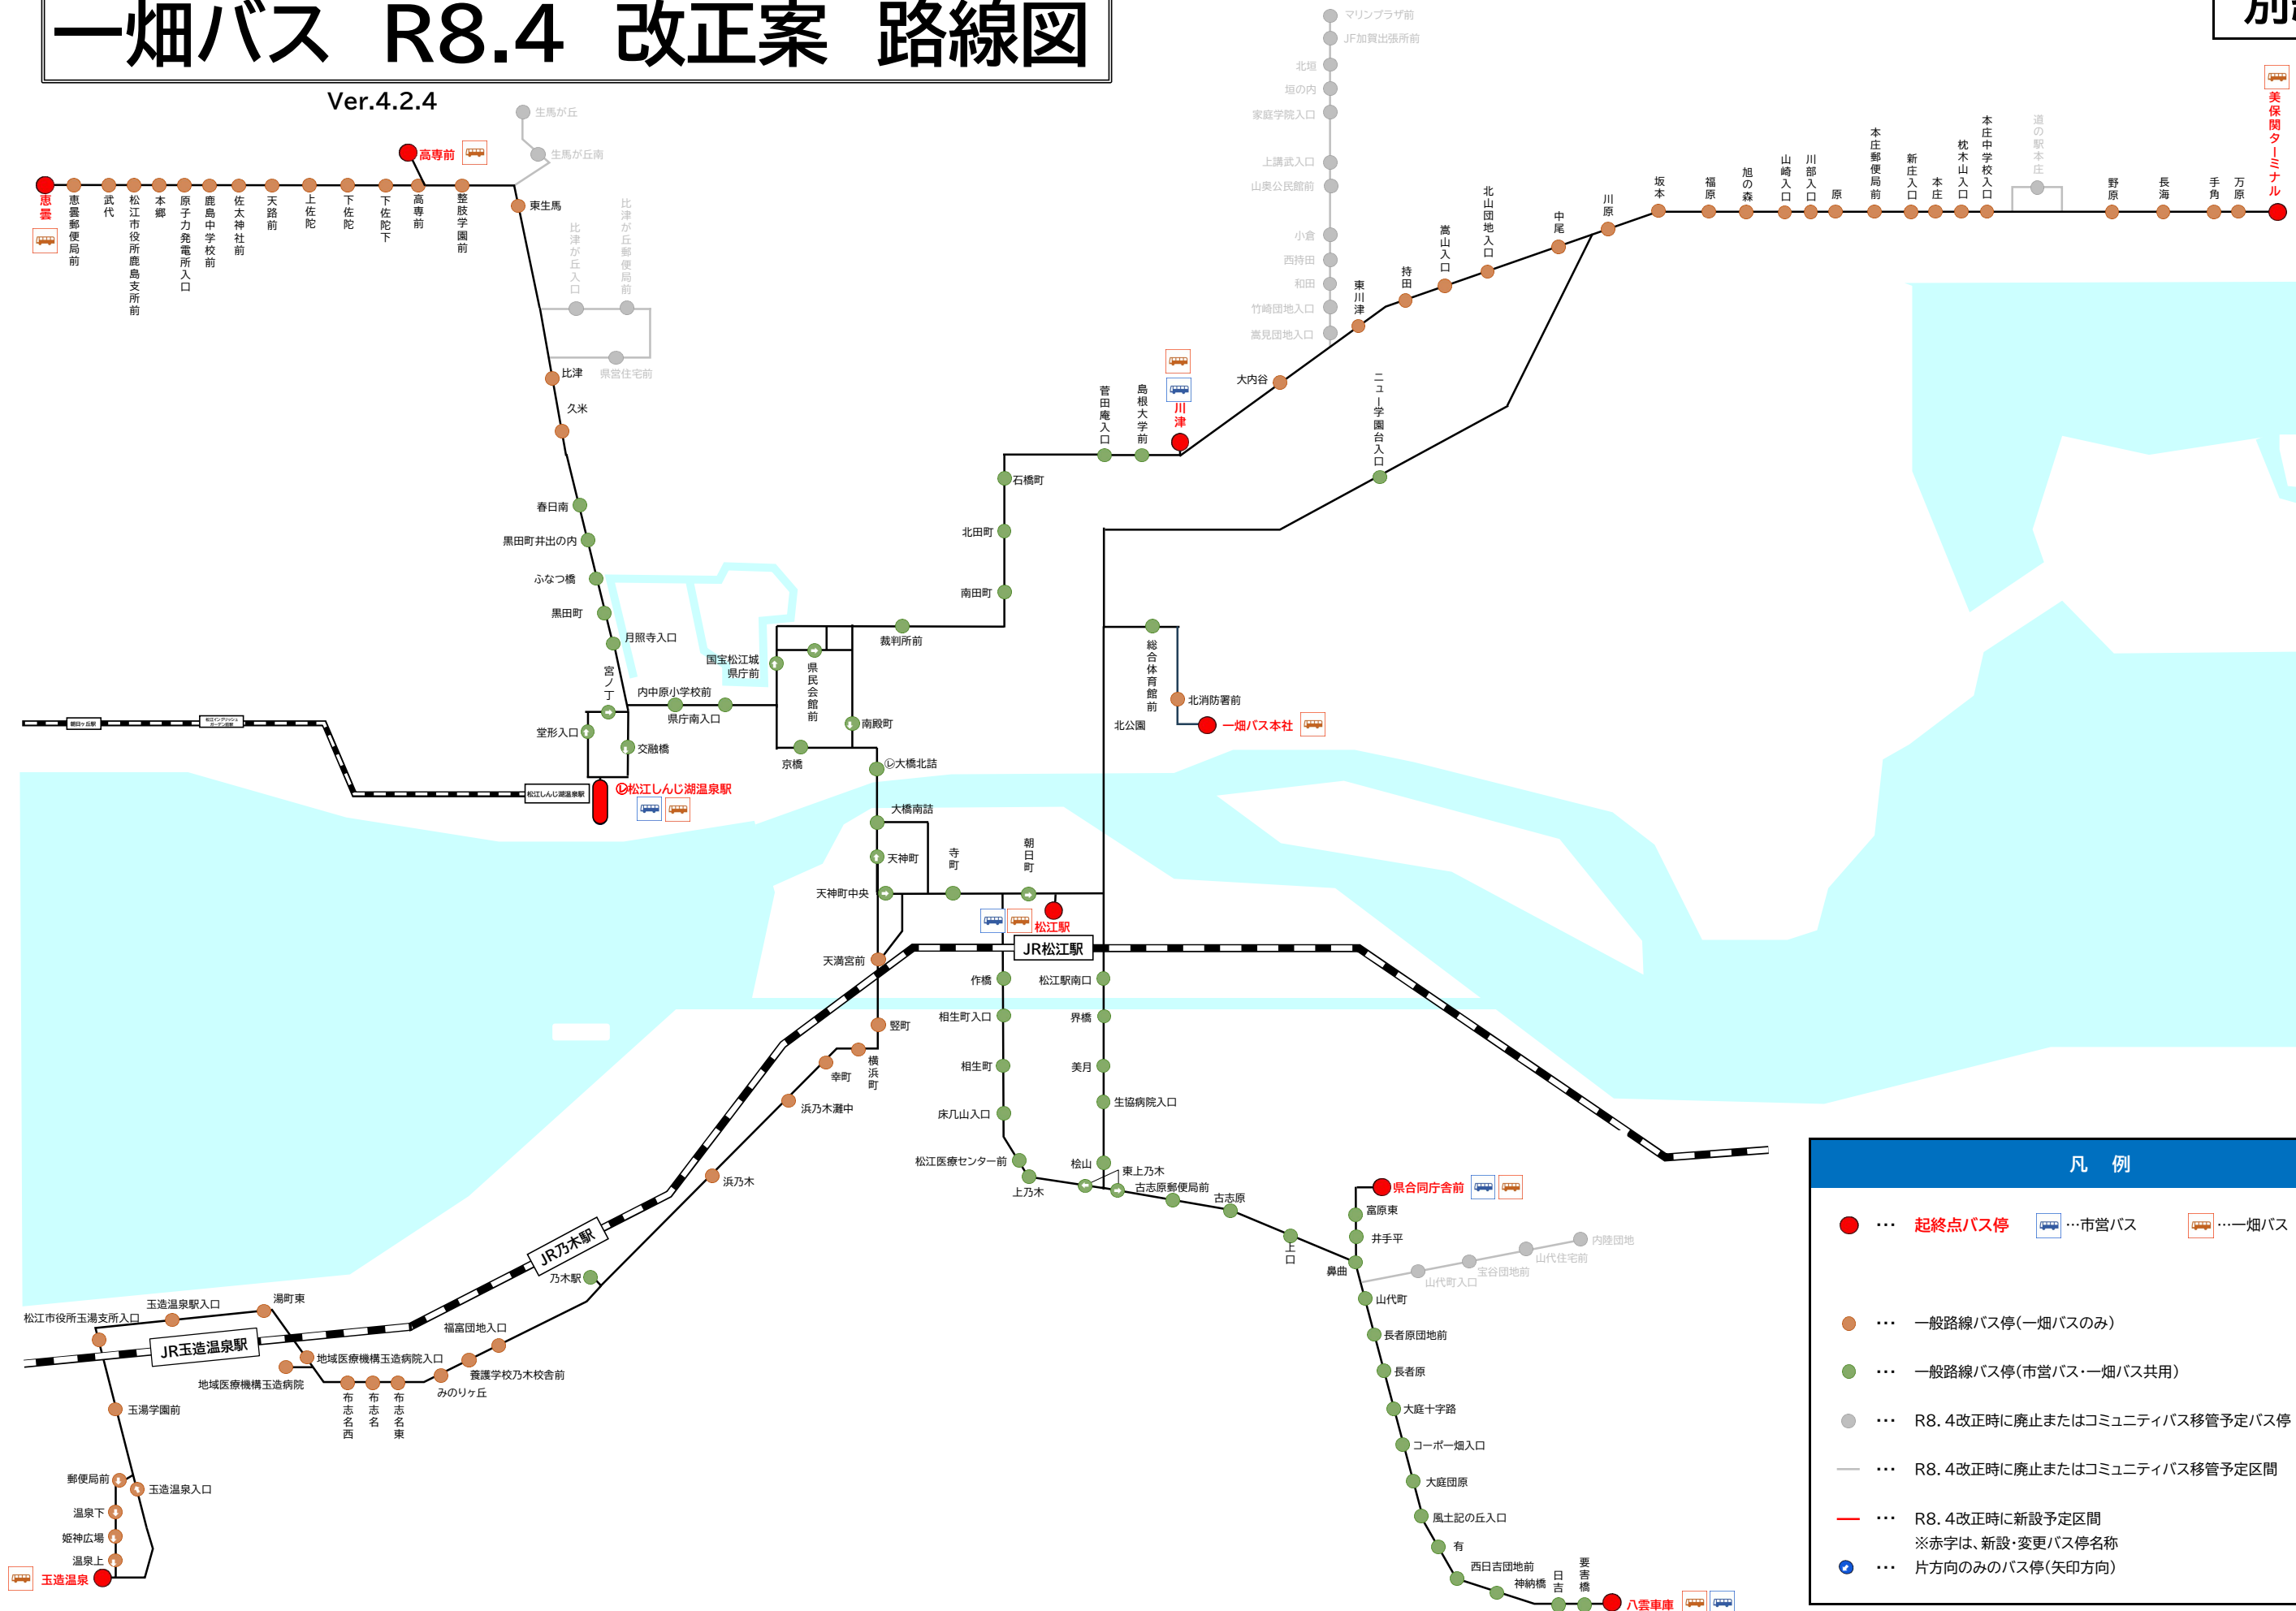 一畑バス R8.4 改正案 路線図
Ver.4.2.4
マリンプラザ前
JF加賀出張所前
北垣
垣の内
家庭学院入口
上講武入口
山奥公民館前
小倉
西持田
和田
竹崎団地入口
嵩見団地入口
生馬が丘
生馬が丘南
高専前
恵曇
恵曇郵便局前
武代
松江市役所鹿島支所前
本郷
原子力発電所入口
鹿島中学校前
佐太神社前
天路前
上佐陀
下佐陀
下佐陀下
高専前
整肢学園前
東生馬
比津が丘入口
比津が丘郵便局前
県営住宅前
比津
久米
春日南
黒田町井出の内
ふなつ橋
黒田町
月照寺入口
宮ノ丁
堂形入口
交融橋
内中原小学校前
県庁南入口
国宝松江城
県庁前
県民会館前
南殿町
京橋
裁判所前
南田町
北田町
石橋町
菅田庵入口
島根大学前
川津
大内谷
東川津
持田
嵩山入口
北山団地入口
中尾
川原
坂本
福原
旭の森
山崎入口
川部入口
原
本庄郵便局前
新庄入口
本庄
枕木山入口
本庄中学校入口
道の駅本庄
野原
長海
手角
万原
美保関ターミナル
ニュー学園台入口
総合体育館前
北消防署前
北公園
一畑バス本社
朝日ヶ丘駅
松江しんじ湖温泉駅
㋹松江しんじ湖温泉駅
㋹大橋北詰
大橋南詰
天神町
天神町中央
寺町
朝日町
松江駅
JR松江駅
天満宮前
竪町
横浜町
幸町
浜乃木灘中
浜乃木
JR乃木駅
乃木駅
福富団地入口
養護学校乃木校舎前
みのりヶ丘
布志名東
布志名
布志名西
地域医療機構玉造病院入口
地域医療機構玉造病院
湯町東
玉造温泉駅入口
松江市役所玉湯支所入口
JR玉造温泉駅
玉湯学園前
郵便局前
玉造温泉入口
温泉下
姫神広場
温泉上
玉造温泉
作橋
相生町入口
相生町
床几山入口
松江医療センター前
上乃木
松江駅南口
界橋
美月
生協病院入口
桧山
東上乃木
古志原郵便局前
古志原
上口
鼻曲
井手平
富原東
県合同庁舎前
山代町入口
宝谷団地前
山代住宅前
内陸団地
山代町
長者原団地前
長者原
大庭十字路
コーポ一畑入口
大庭団原
風土記の丘入口
有
西日吉団地前
神納橋
日吉
要害橋
八雲車庫
凡 例
… 起終点バス停 …市営バス …一畑バス
… 一般路線バス停(一畑バスのみ)
… 一般路線バス停(市営バス・一畑バス共用)
… R8.4改正時に廃止またはコミュニティバス移管予定バス停
… R8.4改正時に廃止またはコミュニティバス移管予定区間
… R8.4改正時に新設予定区間
※赤字は、新設・変更バス停名称
… 片方向のみのバス停(矢印方向)